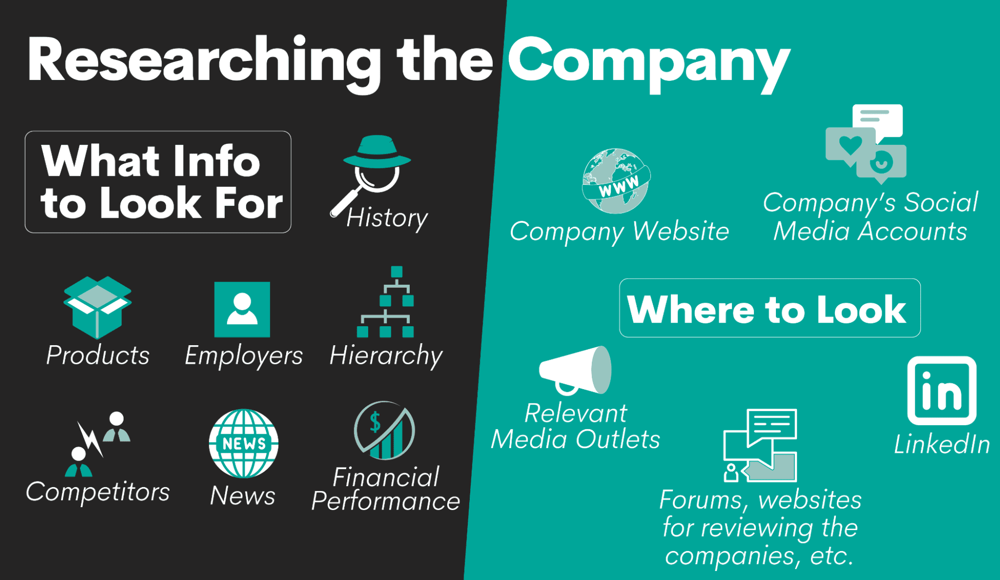 Researching the Company
What Info
to Look For
History
Products
Employers
Hierarchy
Competitors
NEWS
News
$
Financial
Performance
WWW
Company Website
Company's Social
Media Accounts
Where to Look
Relevant
Media Outlets
Forums, websites
for reviewing the
companies, etc.
in
LinkedIn